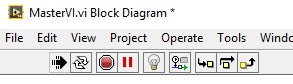 MasterVI.vi Block Diagram *
File Edit View Project Operate Tools